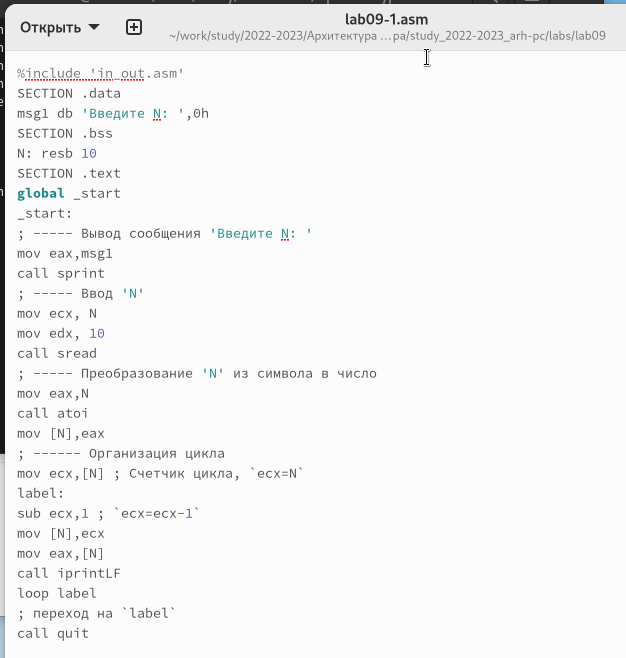 Открыть
lab09-1.asm
~/work/study/2022-2023/Архитектура …pa/study_2022-2023_arh-pc/labs/lab09
%include 'in_out.asm'
SECTION .data
msg1 db 'Введите N: ',0h
SECTION .bss
N: resb 10
SECTION .text
global _start
_start:
; ----- Вывод сообщения 'Введите N: '
mov eax,msg1
call sprint
; ----- Ввод 'N'
mov ecx, N
mov edx, 10
call sread
; ----- Преобразование 'N' из символа в число
mov eax,N
call atoi
mov [N],eax
; ------ Организация цикла
mov ecx,[N] ; Счетчик цикла, `ecx=N`
label:
sub ecx,1 ; `ecx=ecx-1`
mov [N],ecx
mov eax,[N]
call iprintLF
loop label
; переход на `label`
call quit